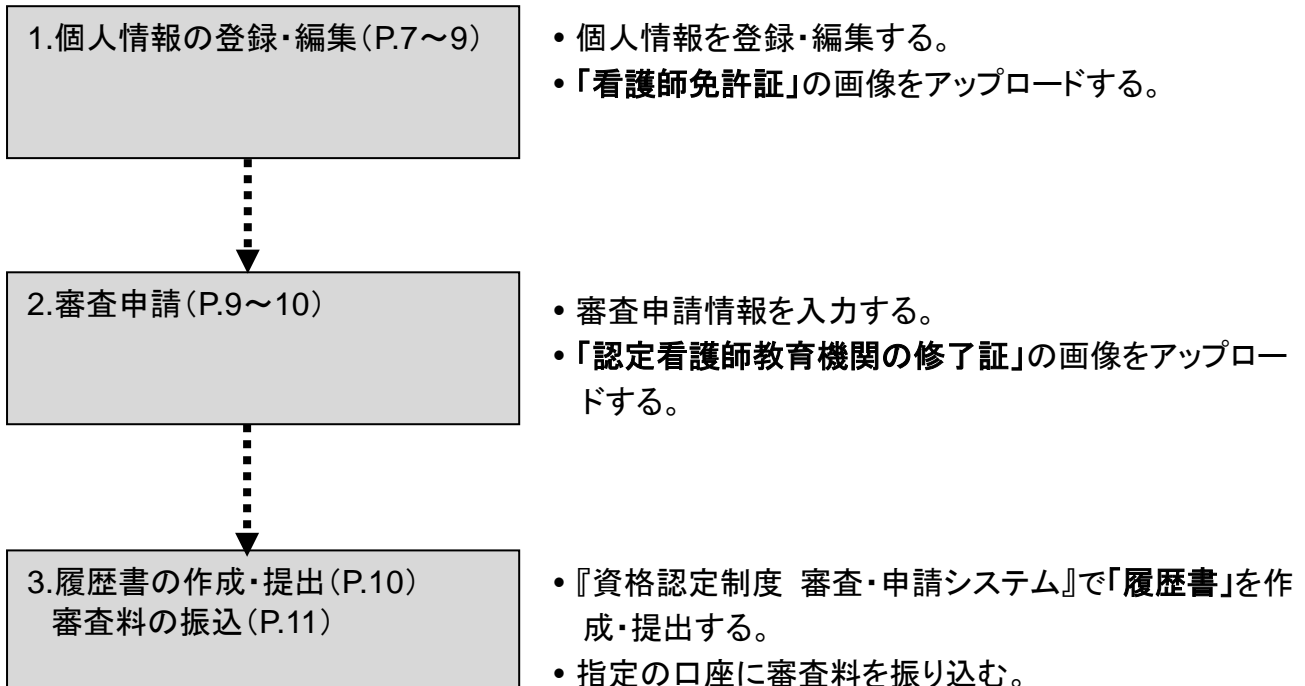 1.個人情報の登録・編集(P.7～9)
• 個人情報を登録・編集する。
• 「看護師免許証」の画像をアップロードする。
2.審査申請(P.9～10)
• 審査申請情報を入力する。
• 「認定看護師教育機関の修了証」の画像をアップロー
ドする。
3.履歴書の作成・提出(P.10)
審査料の振込(P.11)
• 『資格認定制度 審査・申請システム』で「履歴書」を作
成・提出する。
• 指定の口座に審査料を振り込む。